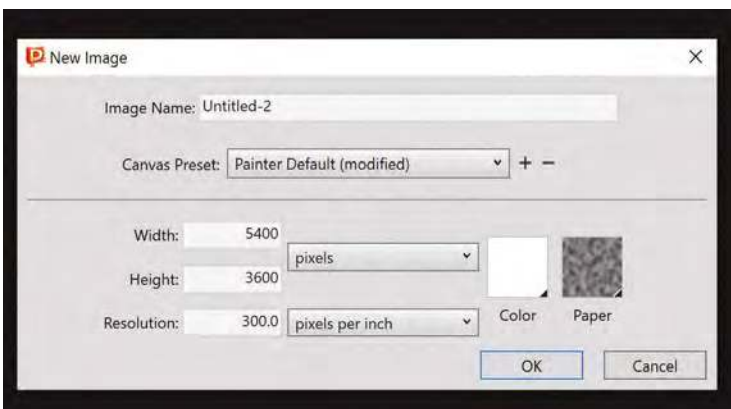 New Image
Image Name: Untitled-2
Canvas Preset: Painter Default (modified)
Width: 5400
pixels
Height: 3600
Resolution: 300.0 pixels per inch
Color Paper
OK Cancel